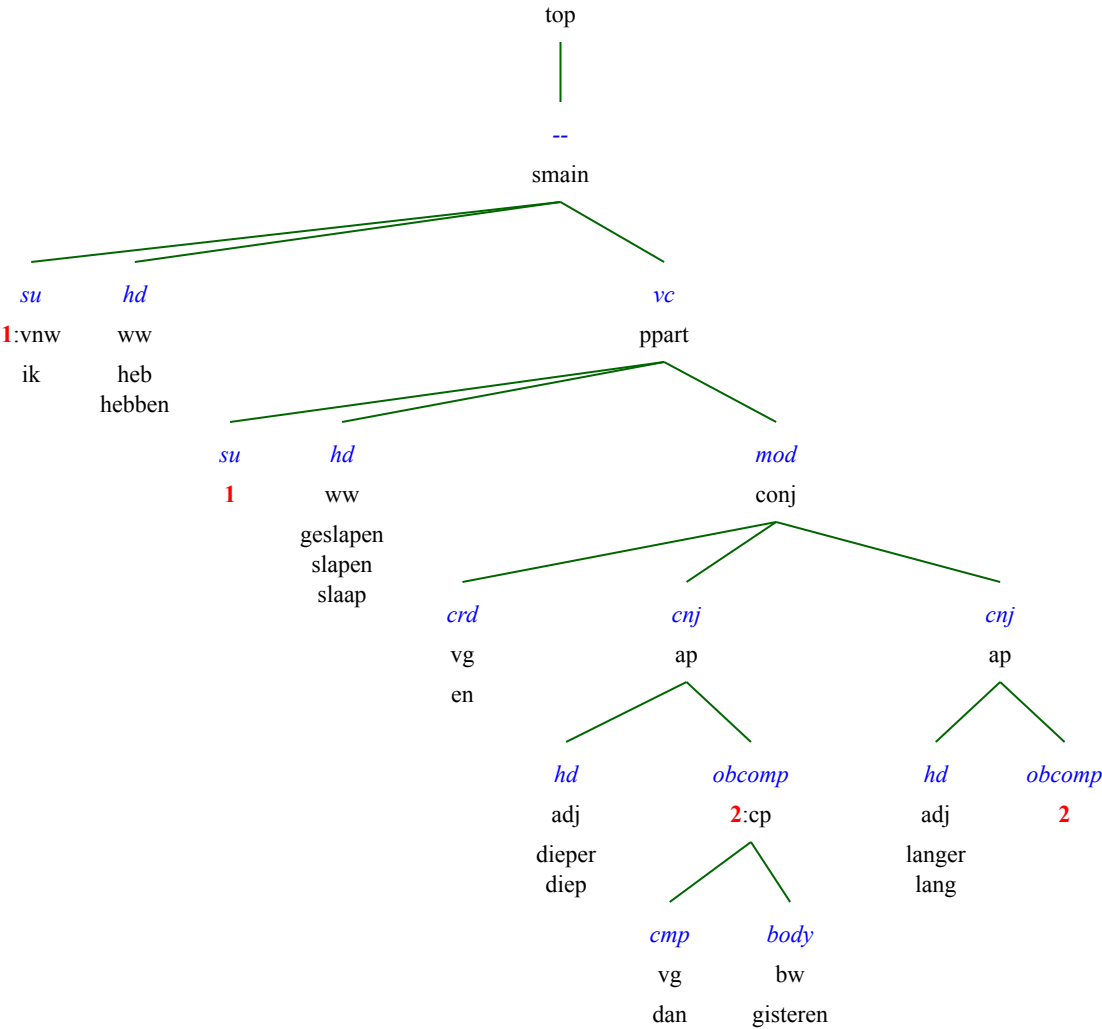 top
--
smain
su hd vc
1:vnw ww ppart
ik heb
hebben
su hd mod
1 ww conj
geslapen
slapen
slaap
crd cnj cnj
vg ap ap
en
hd obcomp hd obcomp
adj 2:cp adj 2
dieper langer
diep lang
cmp body
vg bw
dan gisteren